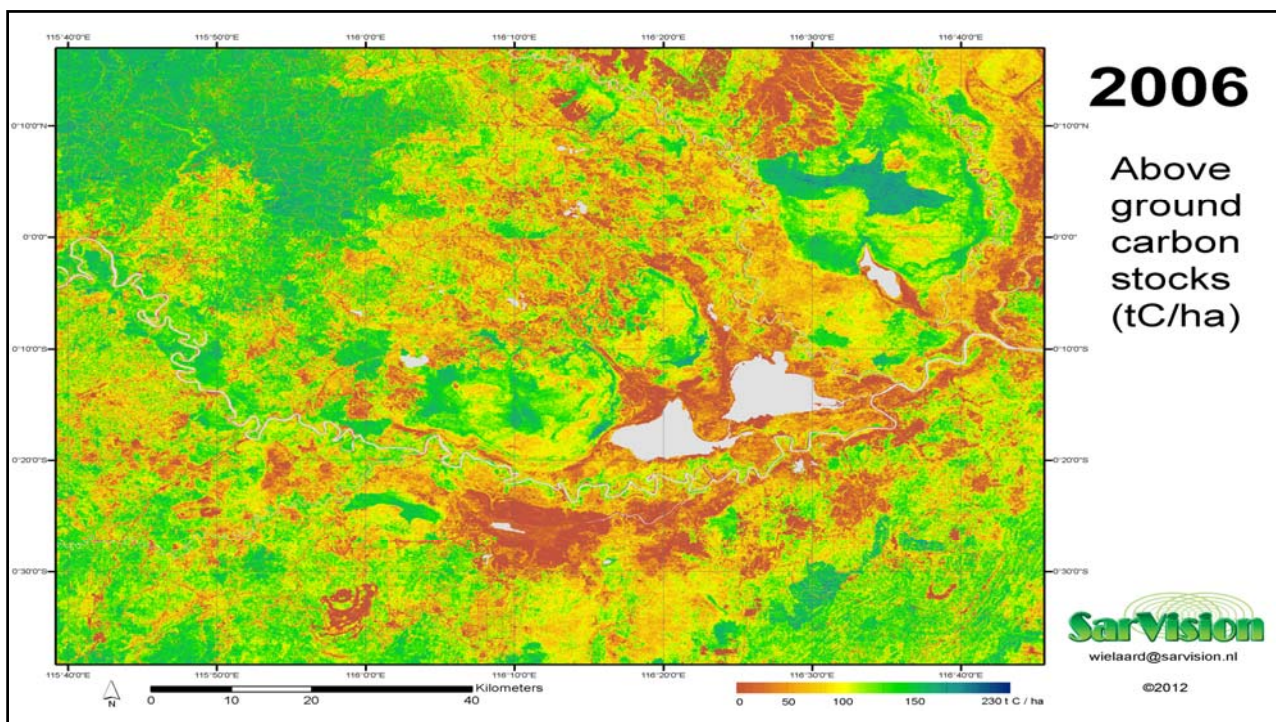 115°40'0"E 115°50'0"E 116°0'0"E 116°10'0"E 116°20'0"E 116°30'0"E 116°40'0"E
2006
Above
ground
carbon
stocks
(tC/ha)
0°10'0"N 0°10'0"N
0°0'0" 0°0'0"
0°10'0"S 0°10'0"S
0°20'0"S 0°20'0"S
0°30'0"S 0°30'0"S
SarVision
wielaard@sarvision.nl
©2012
115°40'0"E 115°50'0"E 116°0'0"E 116°10'0"E 116°20'0"E 116°30'0"E 116°40'0"E
N
Kilometers
0 10 20 40
0 50 100 150 230 t C / ha